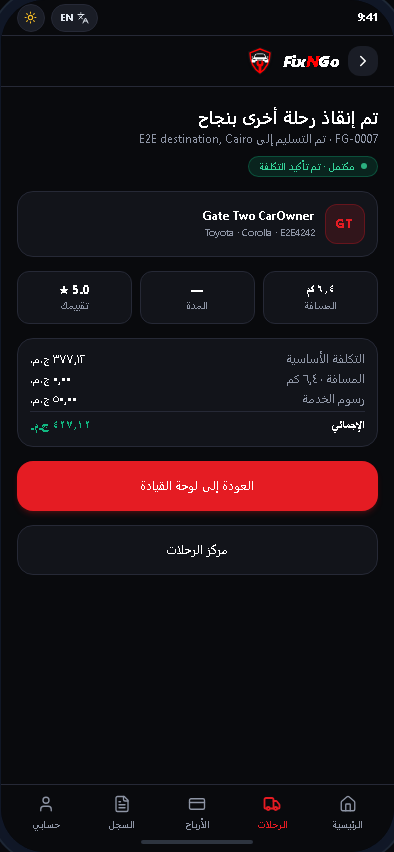 9:41
EN
FixNGo
تم إنقاذ رحلة أخرى بنجاح
FG-0007 · تم التسليم إلى E2E destination, Cairo
مكتمل · تم تأكيد التكلفة
GT
Gate Two CarOwner
Toyota · Corolla · E2E4242
٦٫٤ كم
المسافة
—
المدة
5.0 ★
تقييمك
التكلفة الأساسية ٣٧٧٫١٢ ج.م.
المسافة ٦٫٤٠ كم ٠٫٠٠ ج.م.
رسوم الخدمة ٥٠٫٠٠ ج.م.
الإجمالي ٤٢٧٫١٢ ج.م.
العودة إلى لوحة القيادة
مركز الرحلات
الرئيسية
الرحلات
الأرباح
السجل
حسابي